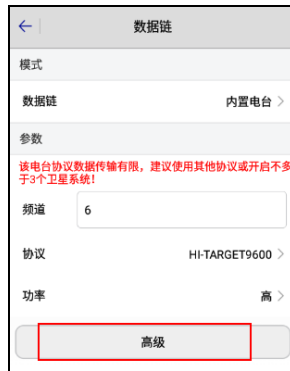 数据链
模式
数据链 内置电台
参数
该电台协议数据传输有限，建议使用其他协议或开启不多
于3个卫星系统！
频道 6
协议 HI-TARGET9600
功率 高
高级